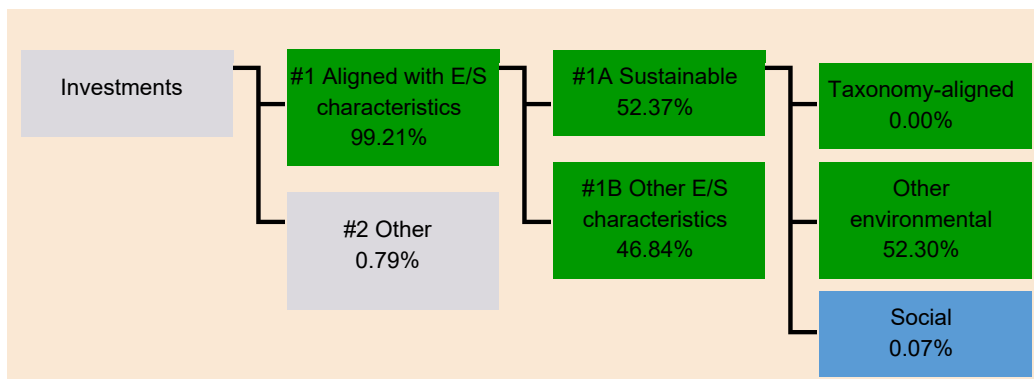 Investments
#1 Aligned with E/S
characteristics
99.21%
#2 Other
0.79%
#1A Sustainable
52.37%
#1B Other E/S
characteristics
46.84%
Taxonomy-aligned
0.00%
Other
environmental
52.30%
Social
0.07%